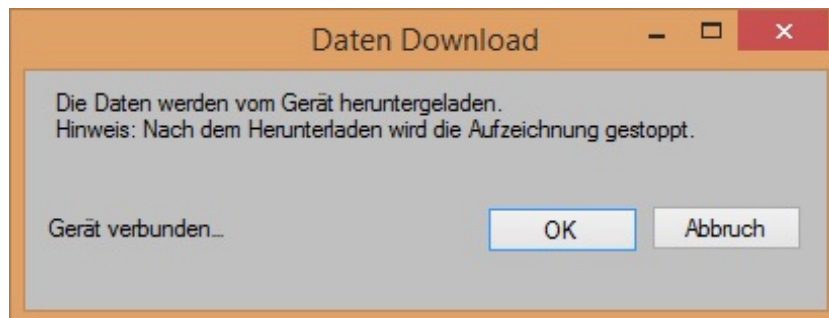 Daten Download
Die Daten werden vom Gerät heruntergeladen.
Hinweis: Nach dem Herunterladen wird die Aufzeichnung gestoppt.
Gerät verbunden...
OK
Abbruch